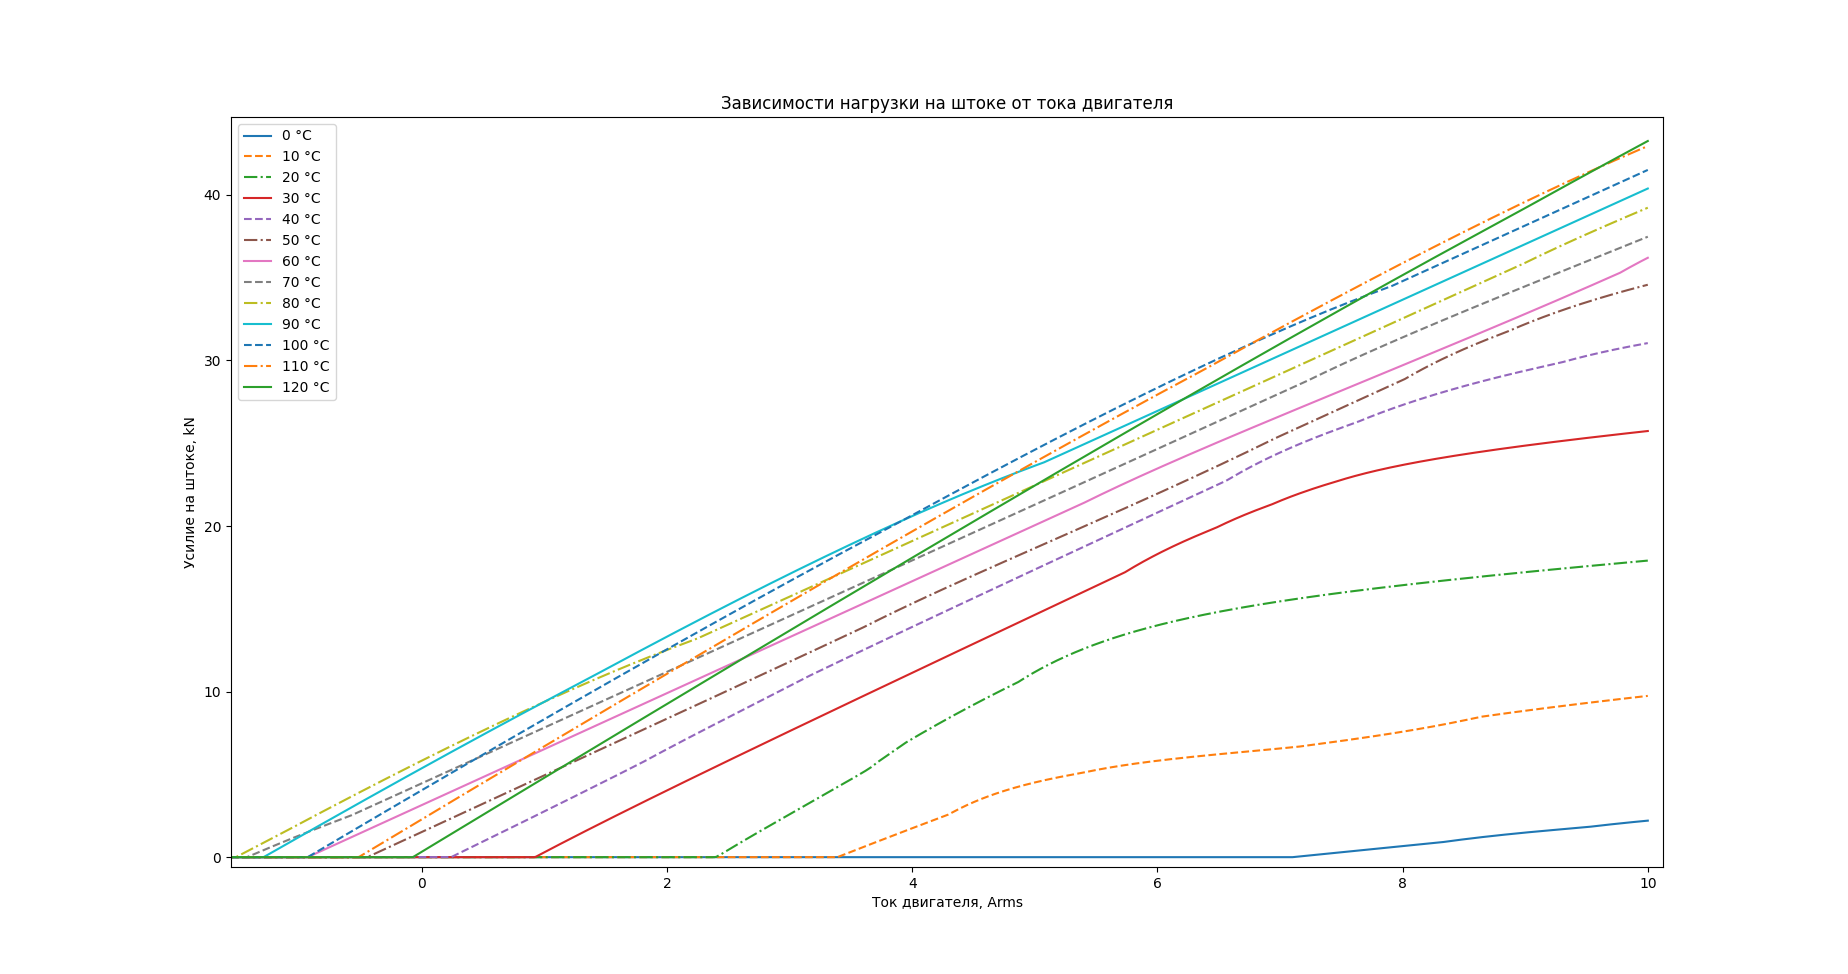 Зависимости нагрузки на штоке от тока двигателя
0 °C
10 °C
20 °C
30 °C
40 °C
50 °C
60 °C
70 °C
80 °C
90 °C
100 °C
110 °C
120 °C
Усилие на штоке, kN
40
30
20
10
0
0 2 4 6 8 10
Ток двигателя, Arms